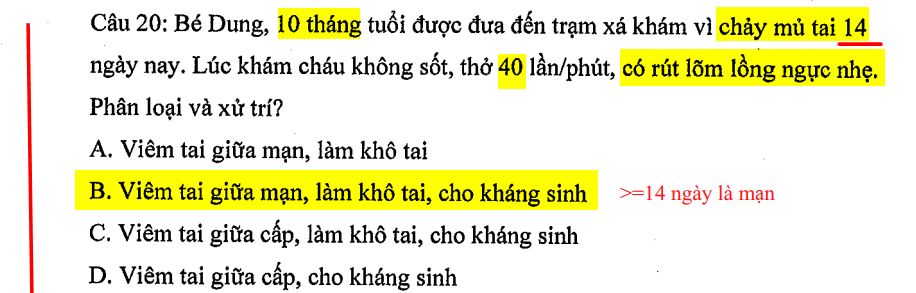 Câu 20: Bé Dung, 10 tháng tuổi được đưa đến trạm xá khám vì chảy mủ tai 14
ngày nay. Lúc khám cháu không sốt, thở 40 lần/phút, có rút lõm lồng ngực nhẹ.
Phân loại và xử trí?
A. Viêm tai giữa mạn, làm khô tai
B. Viêm tai giữa mạn, làm khô tai, cho kháng sinh >=14 ngày là mạn
C. Viêm tai giữa cấp, làm khô tai, cho kháng sinh
D. Viêm tai giữa cấp, cho kháng sinh